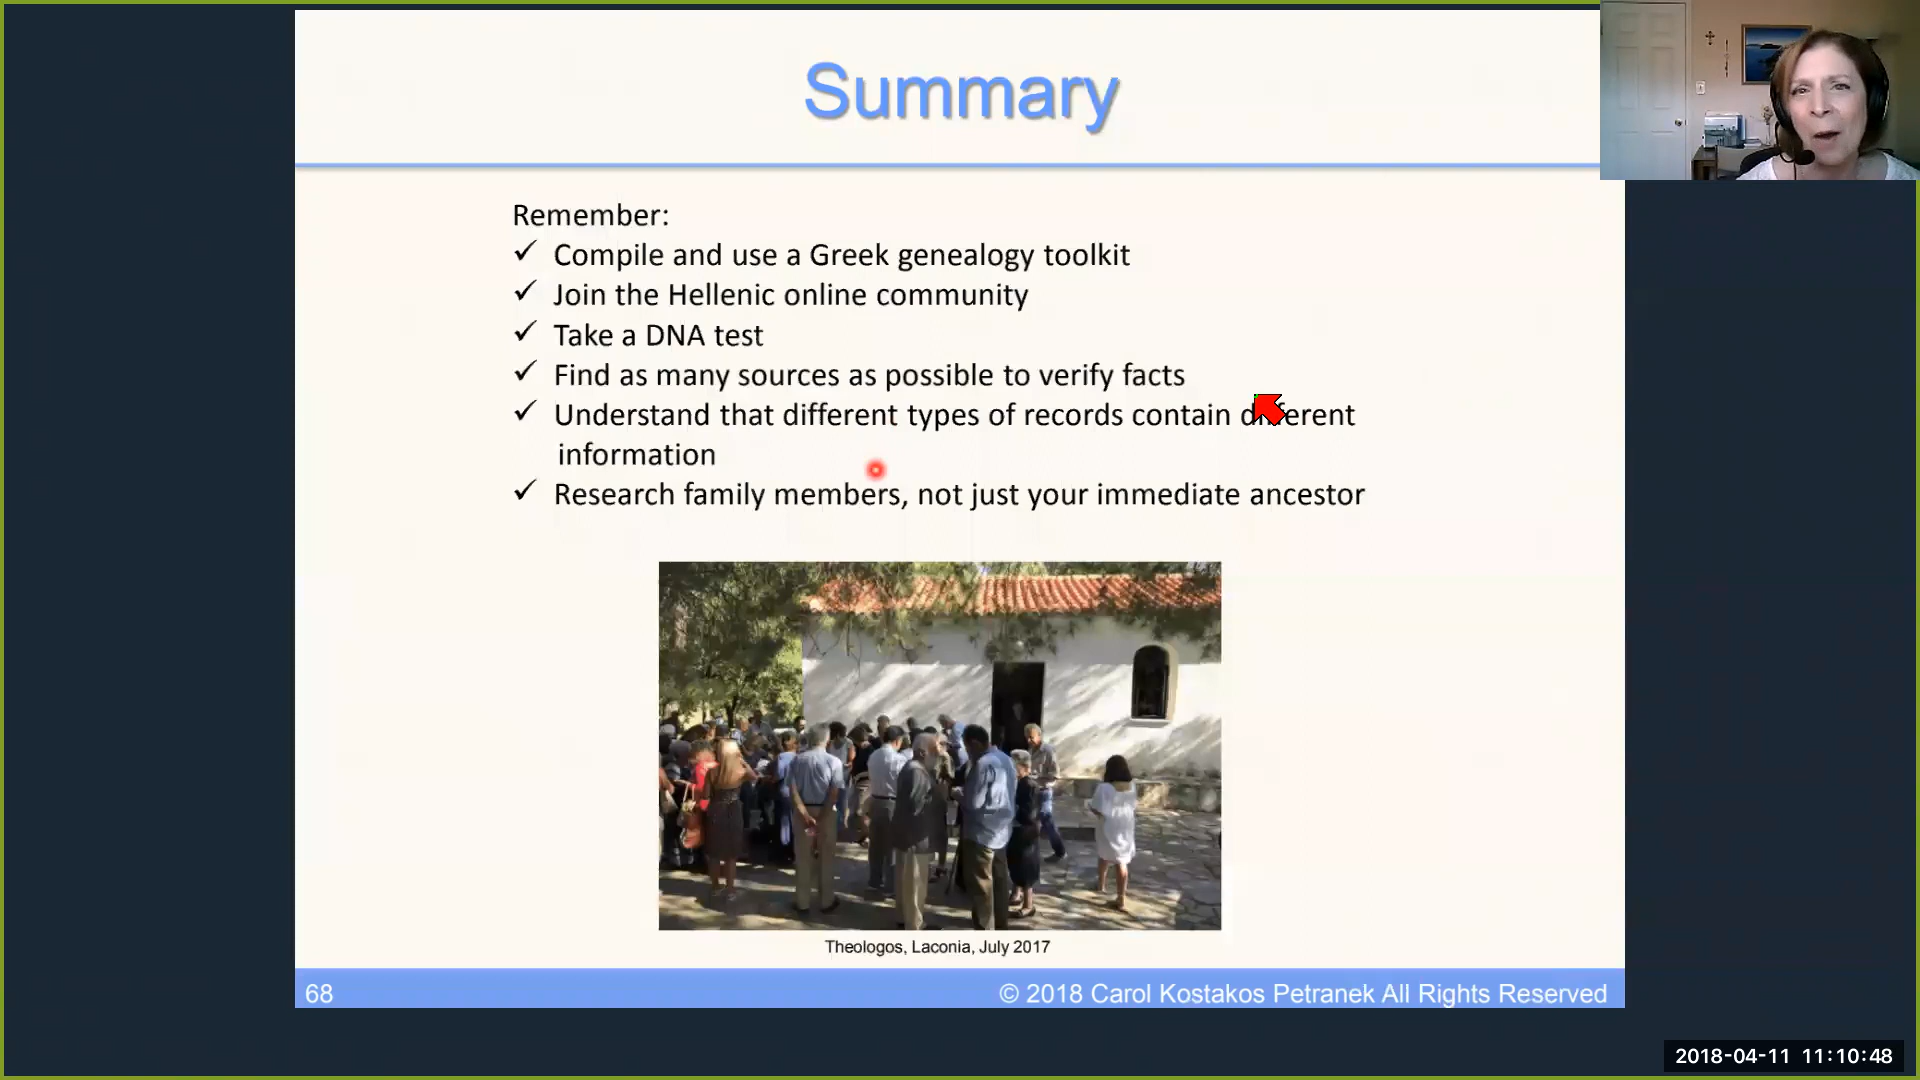 Summary
Remember:
✓ Compile and use a Greek genealogy toolkit
✓ Join the Hellenic online community
✓ Take a DNA test
✓ Find as many sources as possible to verify facts
✓ Understand that different types of records contain different
information
✓ Research family members, not just your immediate ancestor
Theologos, Laconia, July 2017
68
© 2018 Carol Kostakos Petranek All Rights Reserved
2018-04-11 11:10:48